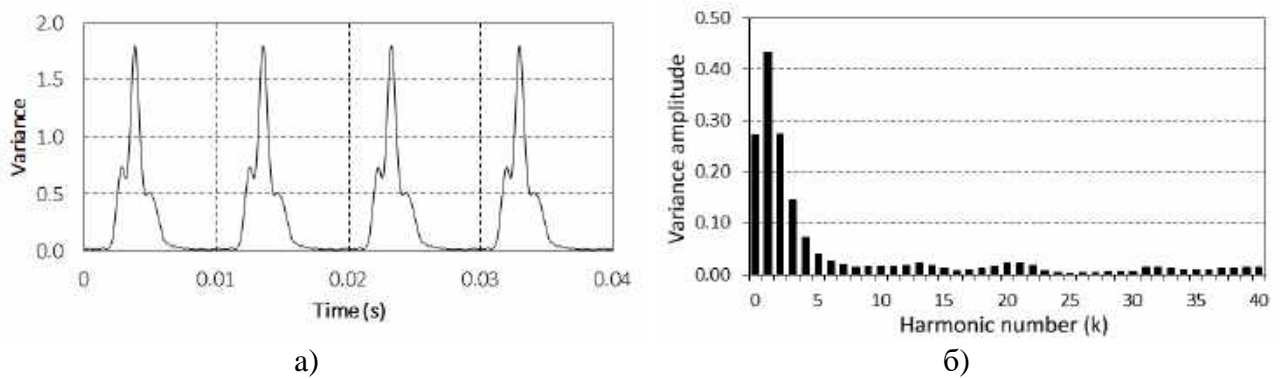 2.0
1.5
1.0
0.5
0.0
Variance
0 0.01 0.02 0.03 0.04
Time (s)
а)
0.50
0.40
0.30
0.20
0.10
0.00
Variance amplitude
0 5 10 15 20 25 30 35 40
Harmonic number (k)
б)